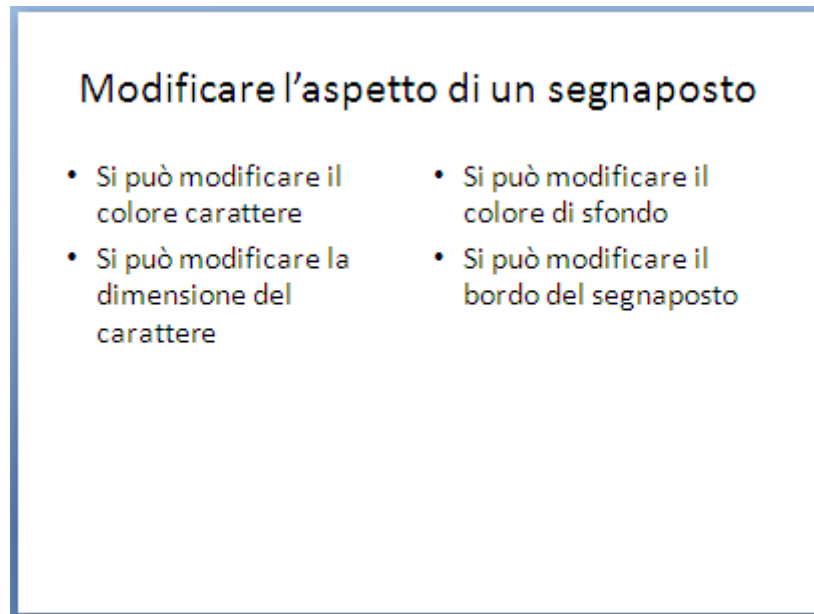 Modificare l'aspetto di un segnaposto
• Si può modificare il
colore carattere
• Si può modificare la
dimensione del
carattere
• Si può modificare il
colore di sfondo
• Si può modificare il
bordo del segnaposto